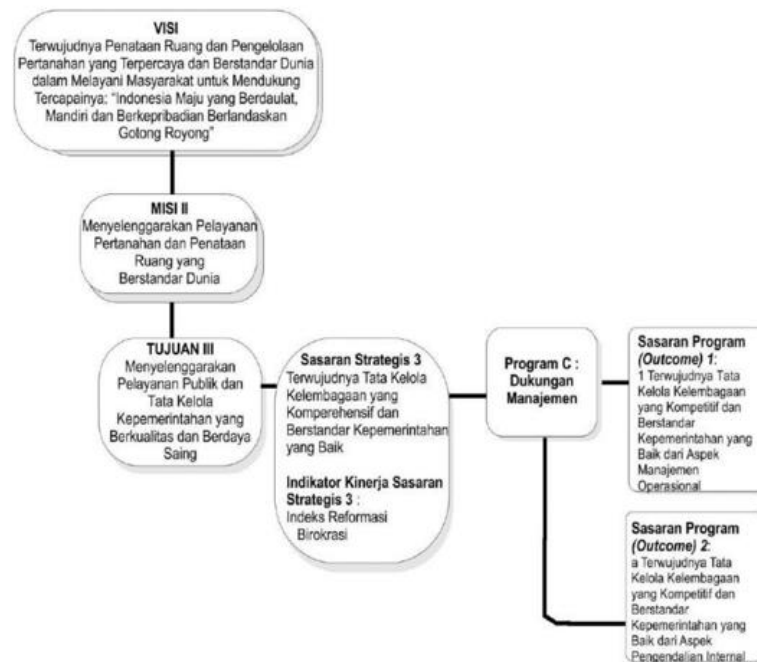 VISI
Terwujudnya Penataan Ruang dan Pengelolaan
Pertanahan yang Terpercaya dan Berstandar Dunia
dalam Melayani Masyarakat untuk Mendukung
Tercapainya: "Indonesia Maju yang Berdaulat,
Mandiri dan Berkepribadian Berlandaskan
Gotong Royong"
MISI II
Menyelenggarakan Pelayanan
Pertanahan dan Penataan
Ruang yang
Berstandar Dunia
TUJUAN III
Menyelenggarakan
Pelayanan Publik dan
Tata Kelola
Kepemerintahan yang
Berkualitas dan Berdaya
Saing
Sasaran Strategis 3
Terwujudnya Tata Kelola
Kelembagaan yang
Komperehensif dan
Berstandar Kepemerintahan
yang Baik
Indikator Kinerja Sasaran
Strategis 3 :
Indeks Reformasi
Birokrasi
Program C :
Dukungan
Manajemen
Sasaran Program
(Outcome) 1:
1 Terwujudnya Tata
Kelola Kelembagaan
yang Kompetitif dan
Berstandar
Kepemerintahan yang
Baik dari Aspek
Manajemen
Operasional
Sasaran Program
(Outcome) 2:
a Terwujudnya Tata
Kelola Kelembagaan
yang Kompetitif dan
Berstandar
Kepemerintahan yang
Baik dari Aspek
Pengendalian Internal